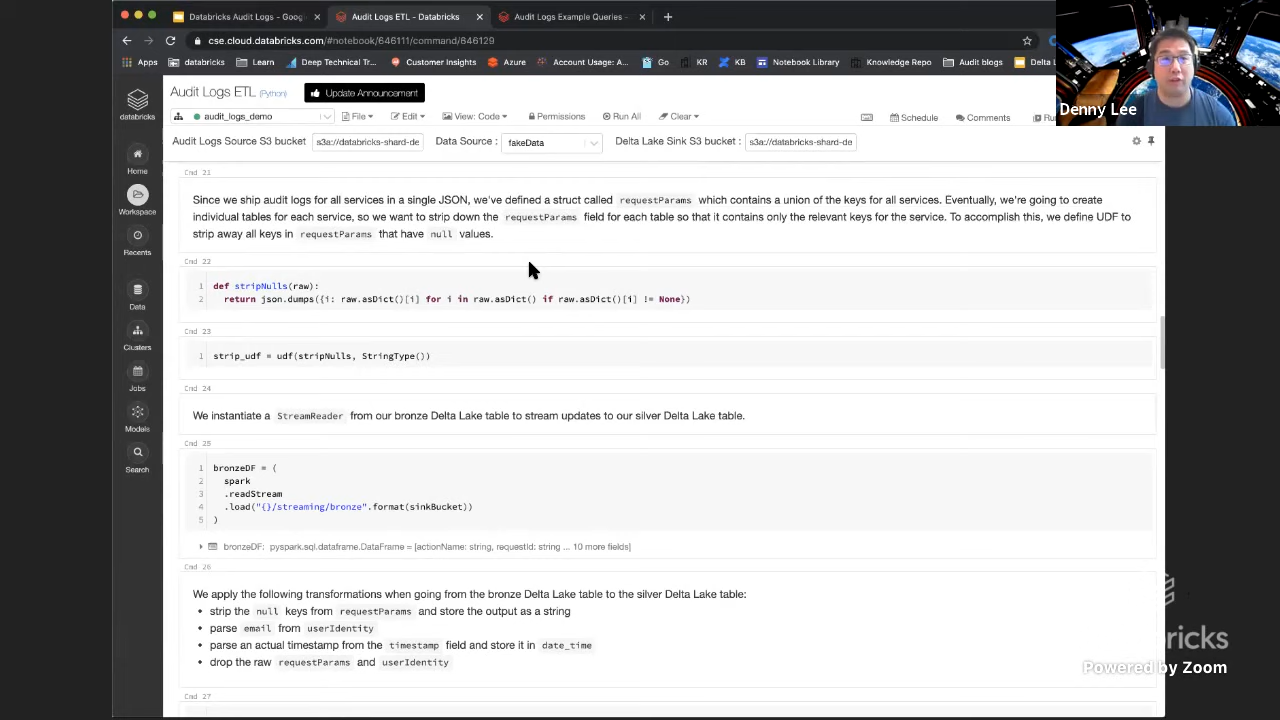 Databricks Audit Logs - Goog
Audit Logs ETL - Databricks
Audit Logs Example Queries -
cse.cloud.databricks.com/#notebook/646111/command/646129
Apps
databricks
Learn
Deep Technical Tr...
Customer Insights
Azure
Account Usage: A...
Go
KR
KB
Notebook Library
Knowledge Repo
Audit blogs
Delta L
Denny Lee
databricks
Home
Workspace
Recents
Data
Clusters
Jobs
Models
Search
Audit Logs ETL (Python)
Update Announcement
audit_logs_demo
File
Edit
View: Code
Permissions
Run All
Clear
Schedule
Comments
Ru
Audit Logs Source S3 bucket
s3a://databricks-shard-de
Data Source :
fakeData
Delta Lake Sink S3 bucket :
s3a://databricks-shard-de
Cmd 21
Since we ship audit logs for all services in a single JSON, we've defined a struct called requestParams which contains a union of the keys for all services. Eventually, we're going to create
individual tables for each service, so we want to strip down the requestParams field for each table so that it contains only the relevant keys for the service. To accomplish this, we define UDF to
strip away all keys in requestParams that have null values.
Cmd 22
1 def stripNulls(raw):
2 return json.dumps({i: raw.asDict()[i] for i in raw.asDict() if raw.asDict()[i] != None})
Cmd 23
1 strip_udf = udf(stripNulls, StringType())
Cmd 24
We instantiate a StreamReader from our bronze Delta Lake table to stream updates to our silver Delta Lake table.
Cmd 25
1 bronzeDF = (
2 spark
3 .readStream
4 .load("{}/streaming/bronze".format(sinkBucket))
5 )
bronzeDF: pyspark.sql.dataframe.DataFrame = [actionName: string, requestId: string ... 10 more fields]
Cmd 26
We apply the following transformations when going from the bronze Delta Lake table to the silver Delta Lake table:
• strip the null keys from requestParams and store the output as a string
• parse email from userIdentity
• parse an actual timestamp from the timestamp field and store it in date_time
• drop the raw requestParams and userIdentity
Cmd 27
Powered by Zoom